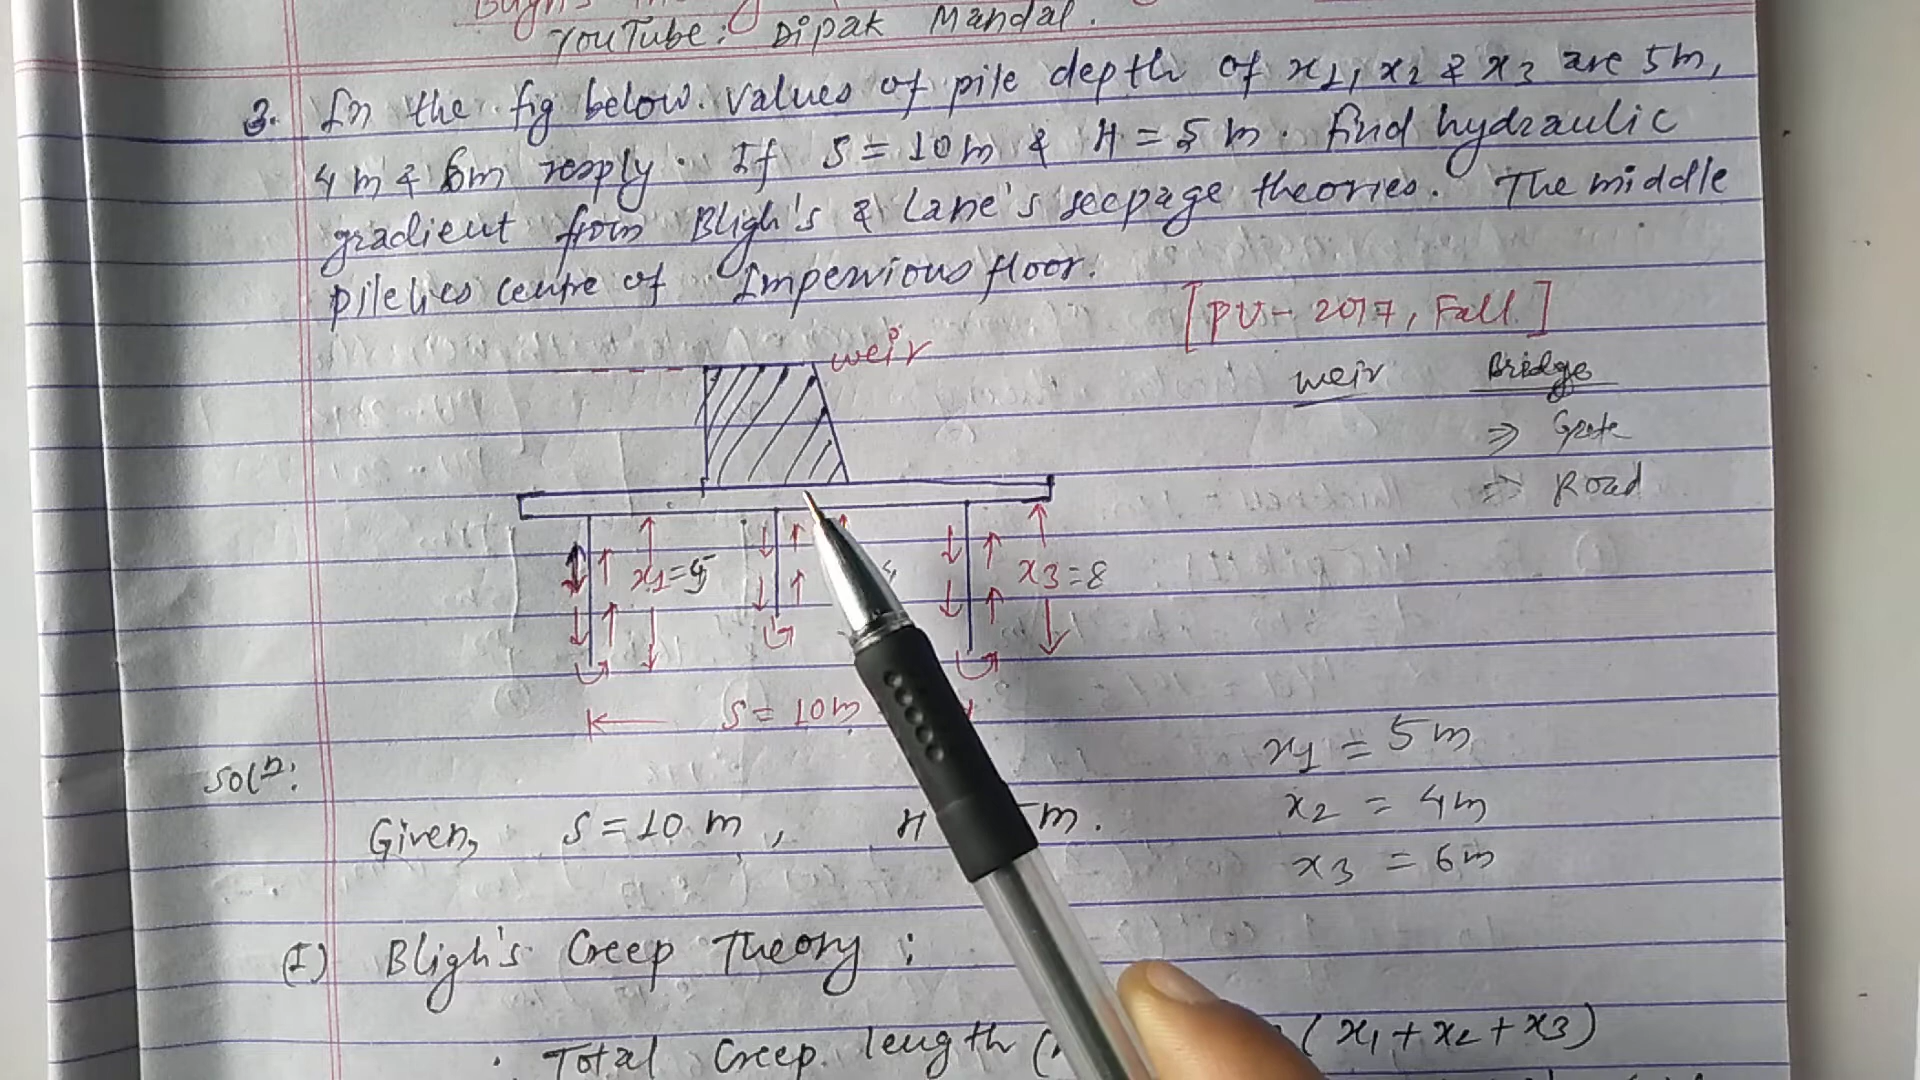 YouTube: Dipak Mandal.
3. In the fig below. values of pile depth of x1, x2 & x3 are 5m,
4m & 6m resply. If S = 10m & H = 5m. find hydraulic
gradient from Bligh's & Lane's seepage theories. The middle
pile lies centre of Impervious floor.
[PU- 2017, Fall]
weir
weir Bridge
⇒ Gate
⇒ Road
x1=5
x3=8
S = 10m
x1 = 5m
x2 = 4m
x3 = 6m
Sol<sup>n</sup>:
Given, S = 10 m, H m.
(I) Bligh's Creep Theory:
Total Creep length ( (x1 + x2 + x3)